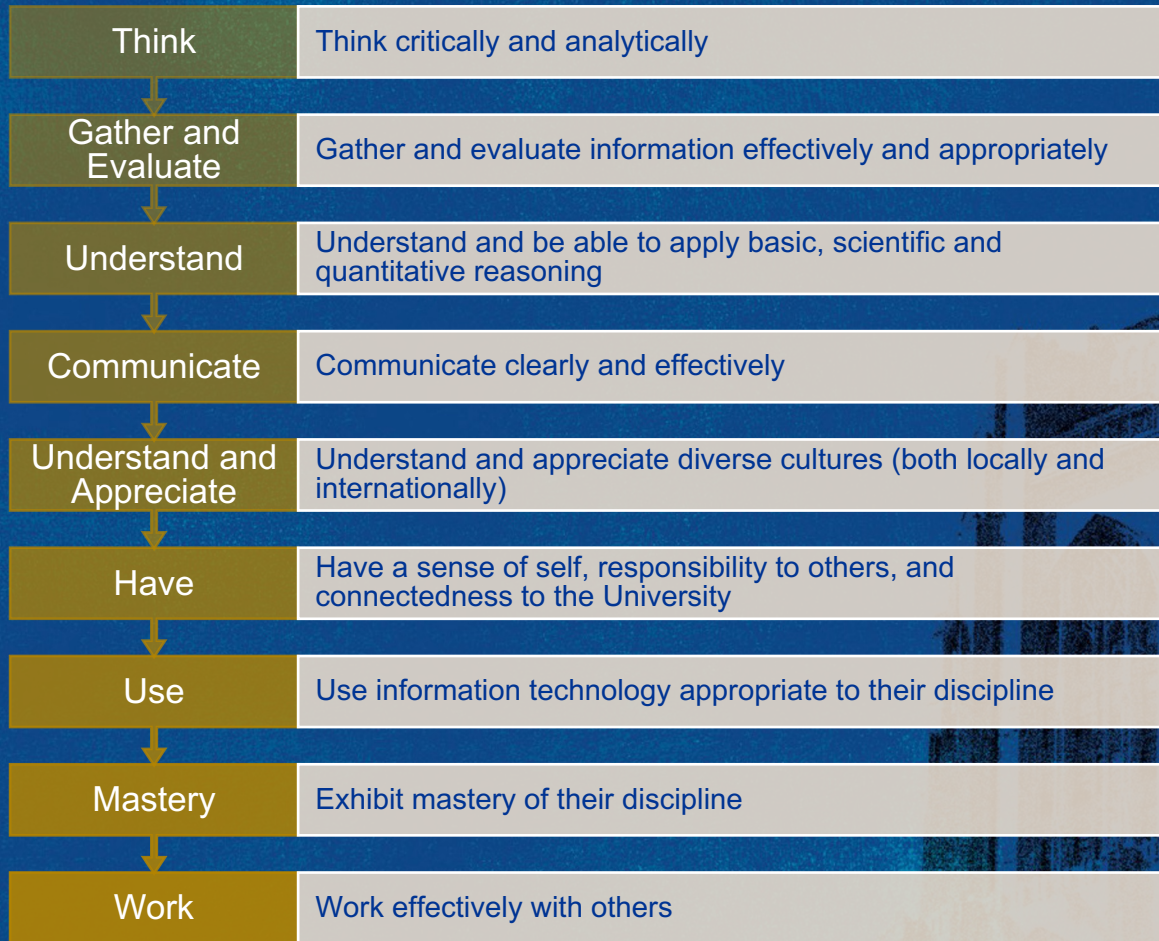 Think
Think critically and analytically
Gather and
Evaluate
Gather and evaluate information effectively and appropriately
Understand
Understand and be able to apply basic, scientific and
quantitative reasoning
Communicate
Communicate clearly and effectively
Understand and
Appreciate
Understand and appreciate diverse cultures (both locally and
internationally)
Have
Have a sense of self, responsibility to others, and
connectedness to the University
Use
Use information technology appropriate to their discipline
Mastery
Exhibit mastery of their discipline
Work
Work effectively with others